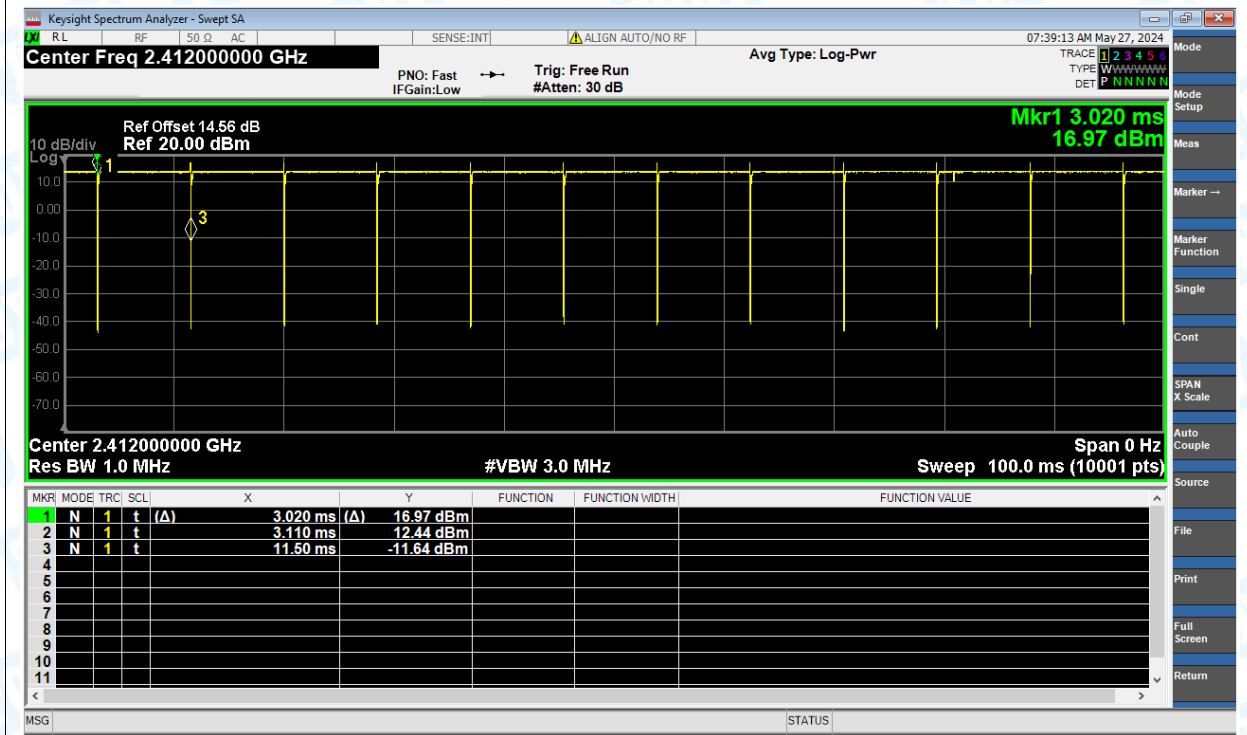 Keysight Spectrum Analyzer - Swept SA
LXI RL RF 50 Ω AC SENSE:INT ALIGN AUTO/NO RF 07:39:13 AM May 27, 2024
Center Freq 2.412000000 GHz
PNO: Fast
IFGain:Low
Trig: Free Run
#Atten: 30 dB
Avg Type: Log-Pwr
TRACE 1 2 3 4 5 6
TYPE WWWWWW
DET P N N N N N
Mkr1 3.020 ms
16.97 dBm
Ref Offset 14.56 dB
10 dB/div Ref 20.00 dBm
Log
1
10.0
0.00
3
-10.0
-20.0
-30.0
-40.0
-50.0
-60.0
-70.0
Center 2.412000000 GHz Span 0 Hz
Res BW 1.0 MHz #VBW 3.0 MHz Sweep 100.0 ms (10001 pts)
MKR MODE TRC SCL X Y FUNCTION FUNCTION WIDTH FUNCTION VALUE
1 N 1 t (Δ) 3.020 ms (Δ) 16.97 dBm
2 N 1 t 3.110 ms 12.44 dBm
3 N 1 t 11.50 ms -11.64 dBm
4
5
6
7
8
9
10
11
MSG STATUS
Mode
Mode
Setup
Meas
Marker →
Marker
Function
Single
Cont
SPAN
X Scale
Auto
Couple
Source
File
Print
Full
Screen
Return